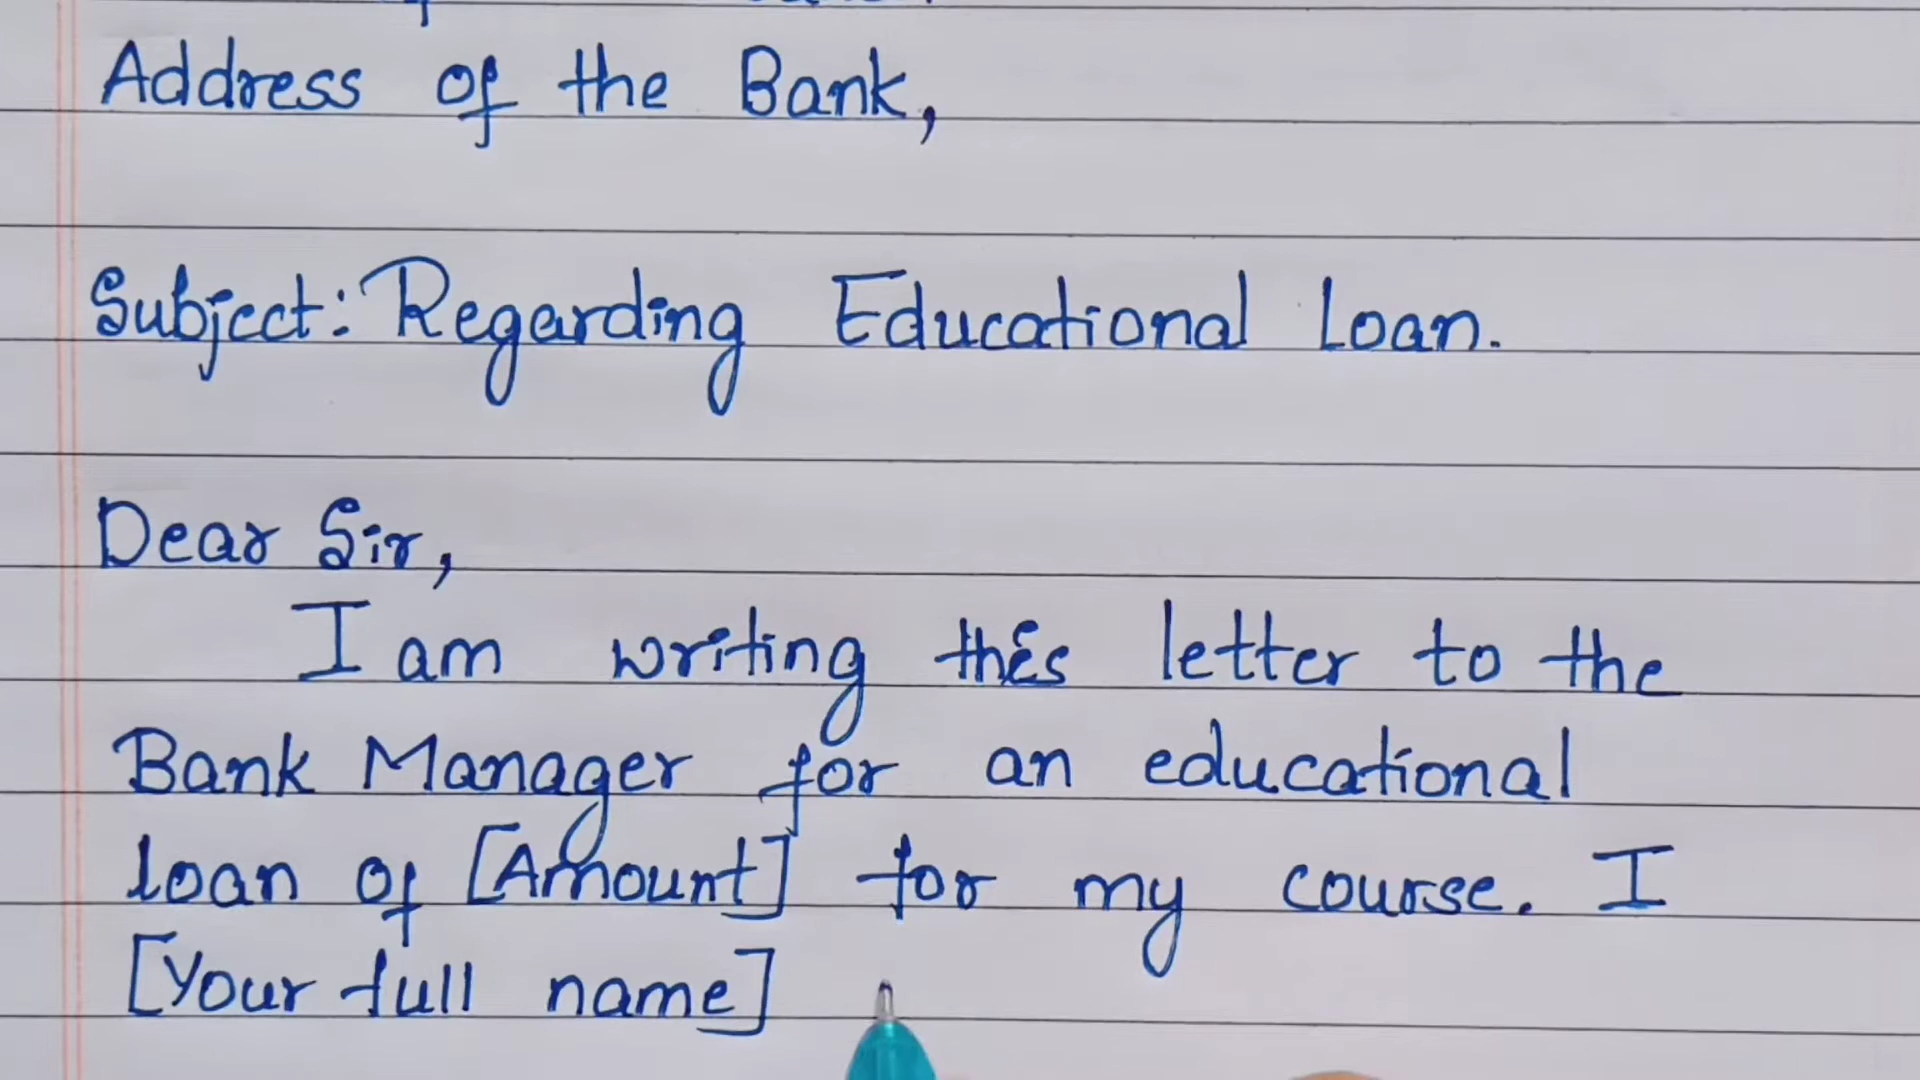 Address of the Bank,
Subject: Regarding Educational Loan.
Dear Sir,
I am writing this letter to the
Bank Manager for an educational
loan of [Amount] for my course. I
[Your full name]